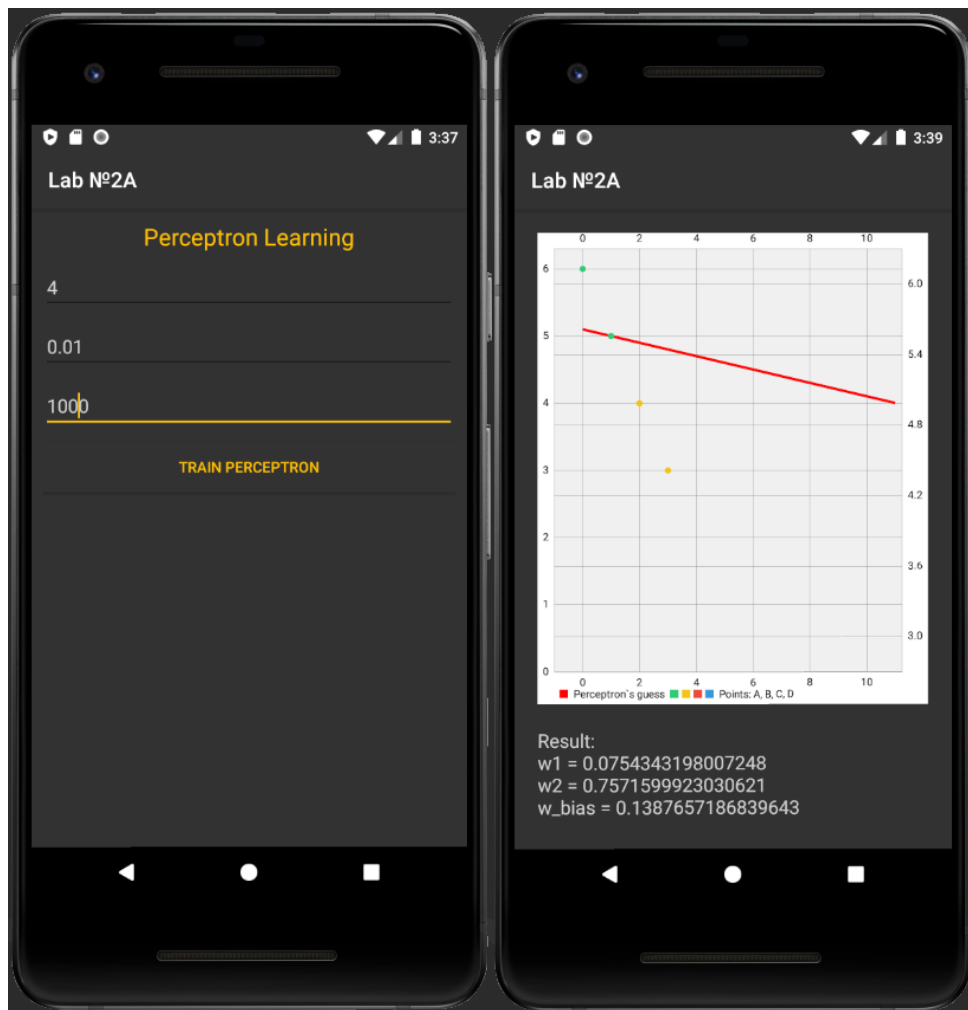 3:37
Lab №2A
Perceptron Learning
4
0.01
1000
TRAIN PERCEPTRON
3:39
Lab №2A
0 2 4 6 8 10
6
5
4
3
2
1
0
6.0
5.4
4.8
4.2
3.6
3.0
0 2 4 6 8 10
Perceptron`s guess Points: A, B, C, D
Result:
w1 = 0.0754343198007248
w2 = 0.7571599923030621
w_bias = 0.1387657186839643